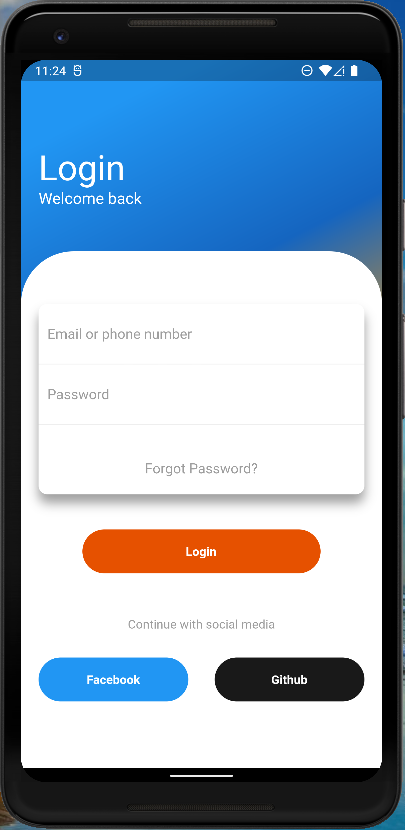 11:24
Login
Welcome back
Email or phone number
Password
Forgot Password?
Login
Continue with social media
Facebook Github